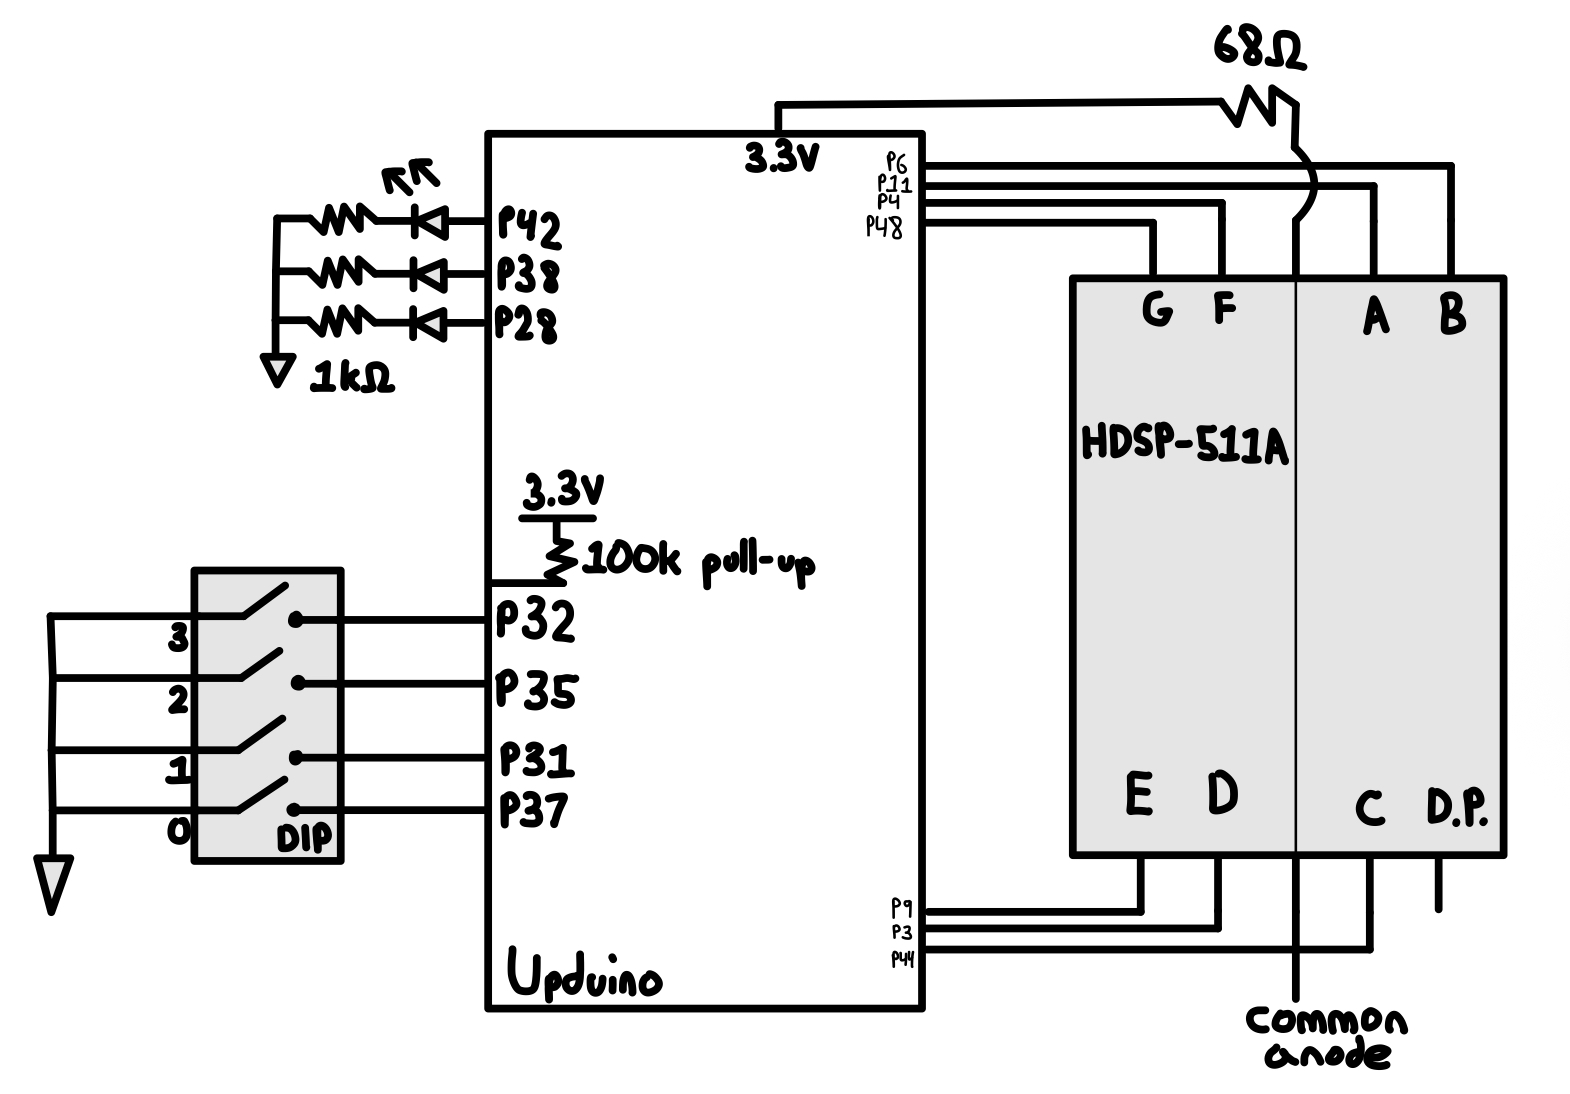 68Ω
3.3V
P6
P11
P4
P48
P42
P38
P28
1kΩ
G F A B
HDSP-511A
3.3V
100k pull-up
P32
P35
P31
P37
3
2
1
0
DIP
E D C D.P.
P9
P3
P44
Upduino
common
anode